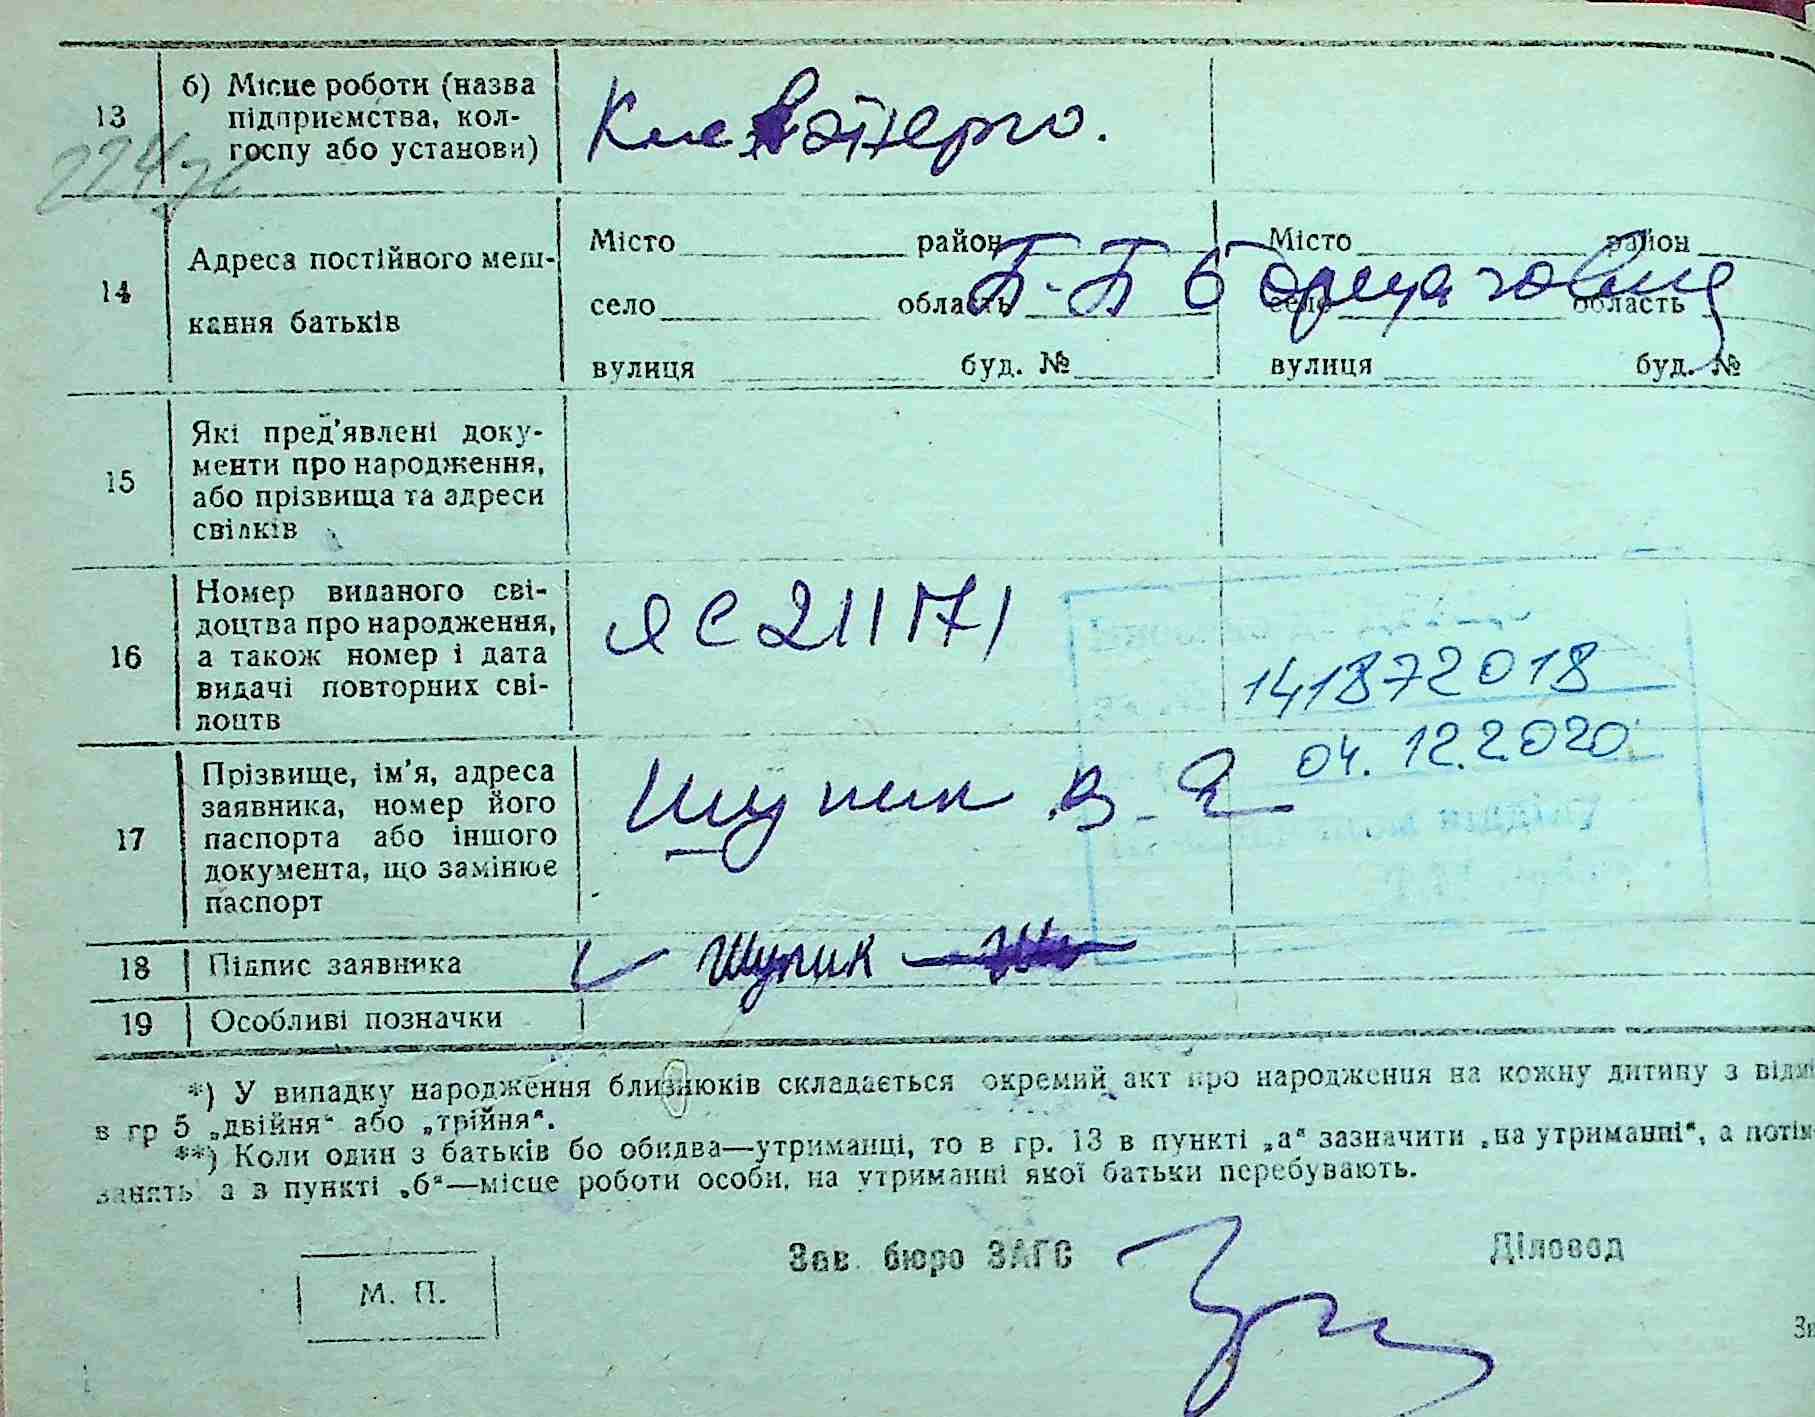 13
б) Місце роботи (назва
підприємства, кол-
госпу або установи)
Києвэнерго.
14
Адреса постійного меш-
кання батьків
Місто район
село область
вулиця буд. №
Місто район
село область
вулиця буд. №
П-П Борщаговка
15
Які пред'явлені доку-
менти про народження,
або прізвища та адреси
свідків
16
Номер виданого сві-
доцтва про народження,
а також номер і дата
видачі повторних сві-
доцтв
ЯС 211171
141872018
04.12.2020
17
Прізвище, ім'я, адреса
заявника, номер його
паспорта або іншого
документа, що замінює
паспорт
Шупик В.
18
Підпис заявника
Шупик
19
Особливі позначки
*) У випадку народження близнюків складається окремий акт про народження на кожну дитину з відм
в гр 5 „двійня“ або „трійня“.
**) Коли один з батьків бо обидва—утриманці, то в гр. 13 в пункті „а“ зазначити „на утриманні“, а потім
занять а в пункті „б“—місце роботи особи, на утриманні якої батьки перебувають.
Зав. бюро ЗАГС
Діловод
М. П.